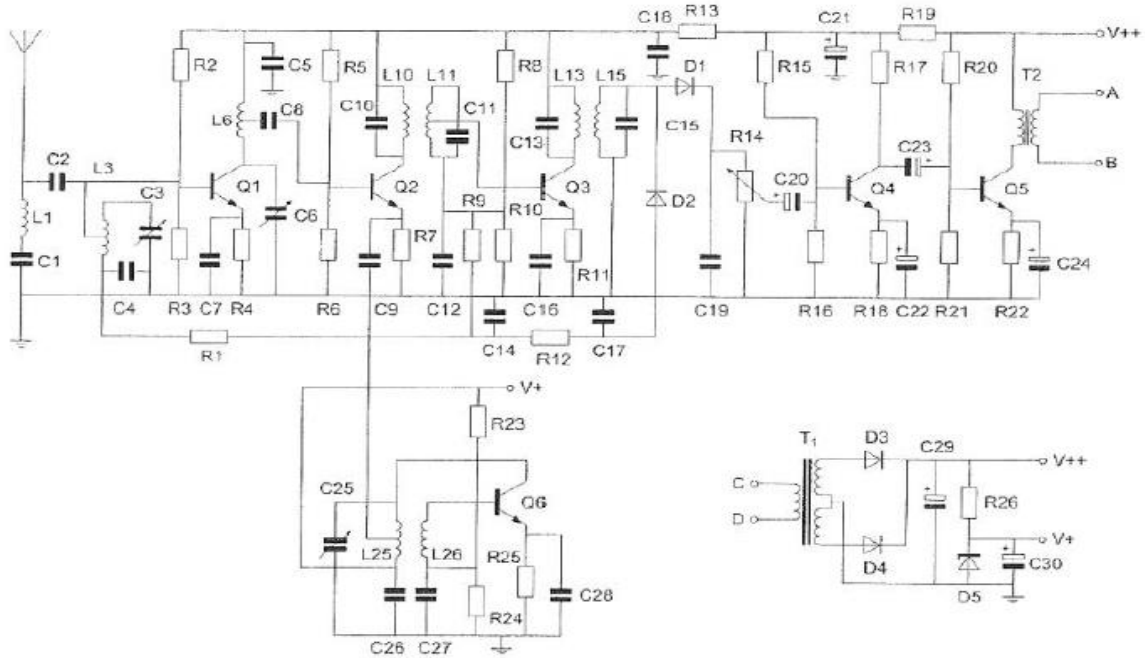 C18 R13 C21 R19
V++
R2 C5 R5 L10 L11 R8 L13 L15 D1 R15 R17 R20 T2
C8 C10 C11 A
L6 C13 C15 R14 C23
C2 L3 C3 Q1 C6 Q2 R9 Q3 D2 C20 Q4 Q5 B
L1 R7 R10
C1 R11 C24
C4 R3 C7 R4 R6 C9 C12 C16 C19 R16 R18 C22 R21 R22
R1 C14 R12 C17
V+
R23
T1 D3 C29
V++
C25 Q6 C R26
D V+
L25 L26 R25 D4 C30
R24 C28 D5
C26 C27